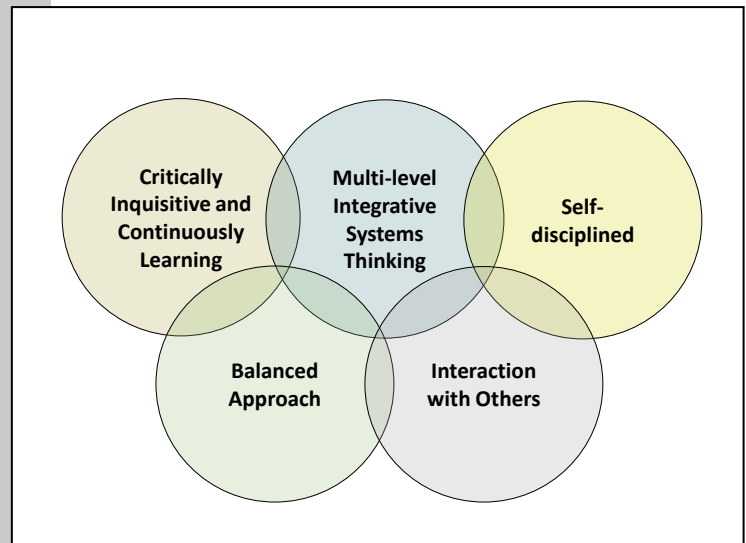 Critically
Inquisitive and
Continuously
Learning
Multi-level
Integrative
Systems
Thinking
Self-
disciplined
Balanced
Approach
Interaction
with Others